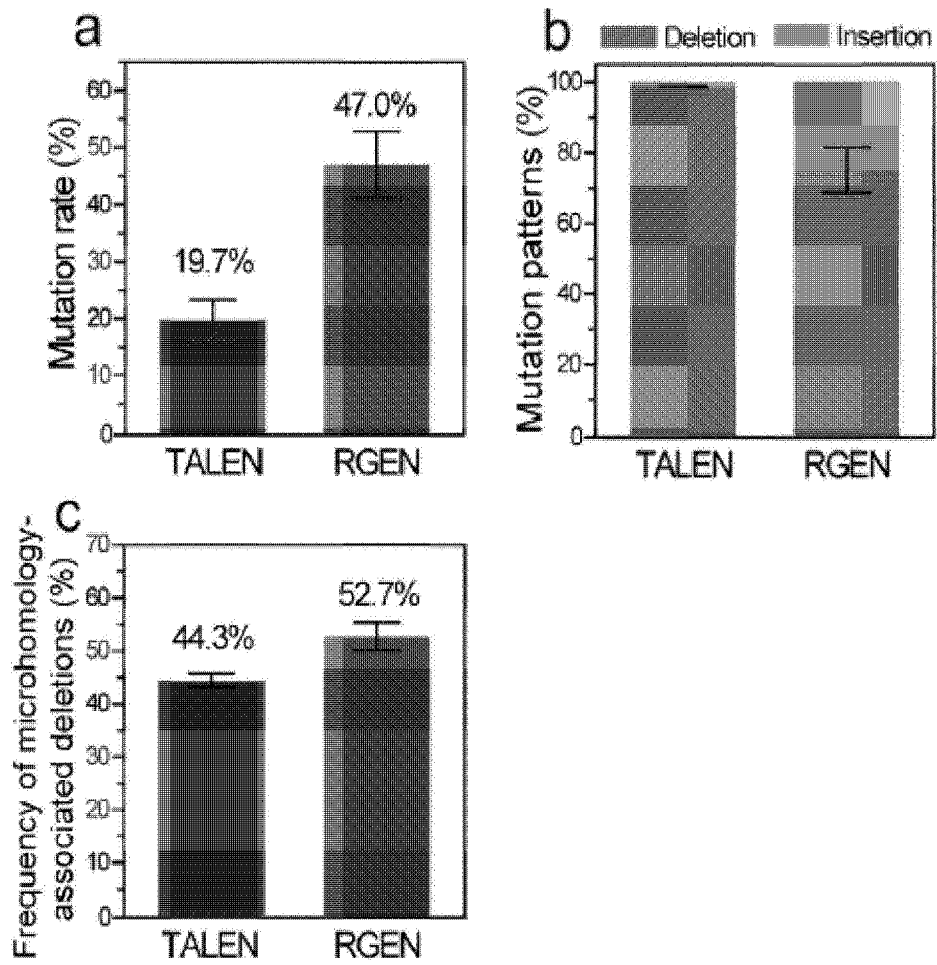 a
Mutation rate (%)
60
50
40
30
20
10
0
19.7%
47.0%
TALEN RGEN
b
Deletion Insertion
Mutation patterns (%)
100
80
60
40
20
0
TALEN RGEN
c
Frequency of microhomology-
associated deletions (%)
70
60
50
40
30
20
10
0
44.3%
52.7%
TALEN RGEN